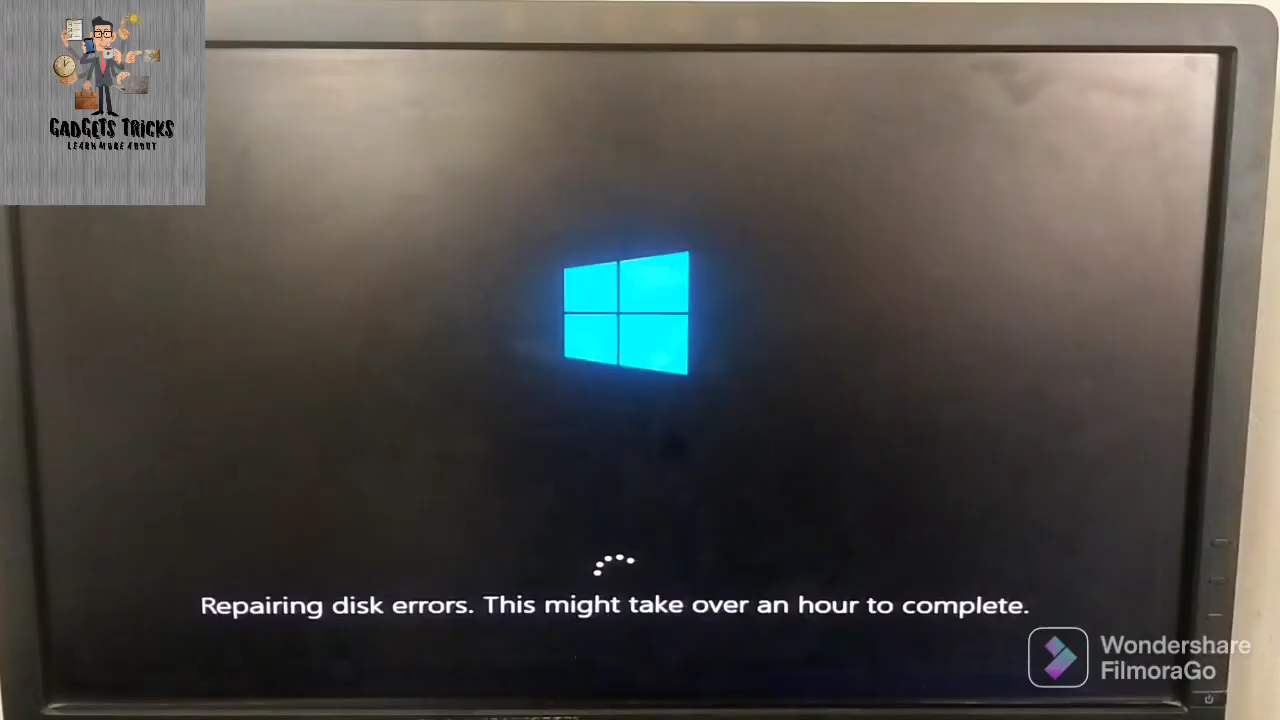 GADGETS TRICKS
LEARN MORE ABOUT
Repairing disk errors. This might take over an hour to complete.
Wondershare
FilmoraGo